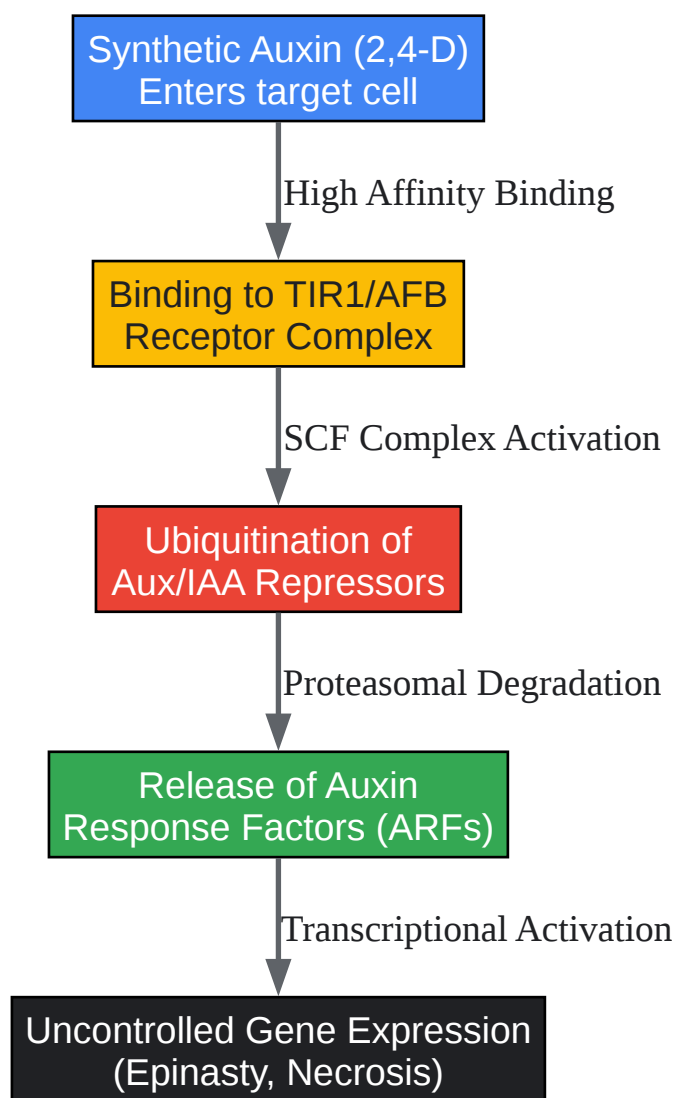 Synthetic Auxin (2,4-D)
Enters target cell
High Affinity Binding
Binding to TIR1/AFB
Receptor Complex
SCF Complex Activation
Ubiquitination of
Aux/IAA Repressors
Proteasomal Degradation
Release of Auxin
Response Factors (ARFs)
Transcriptional Activation
Uncontrolled Gene Expression
(Epinasty, Necrosis)